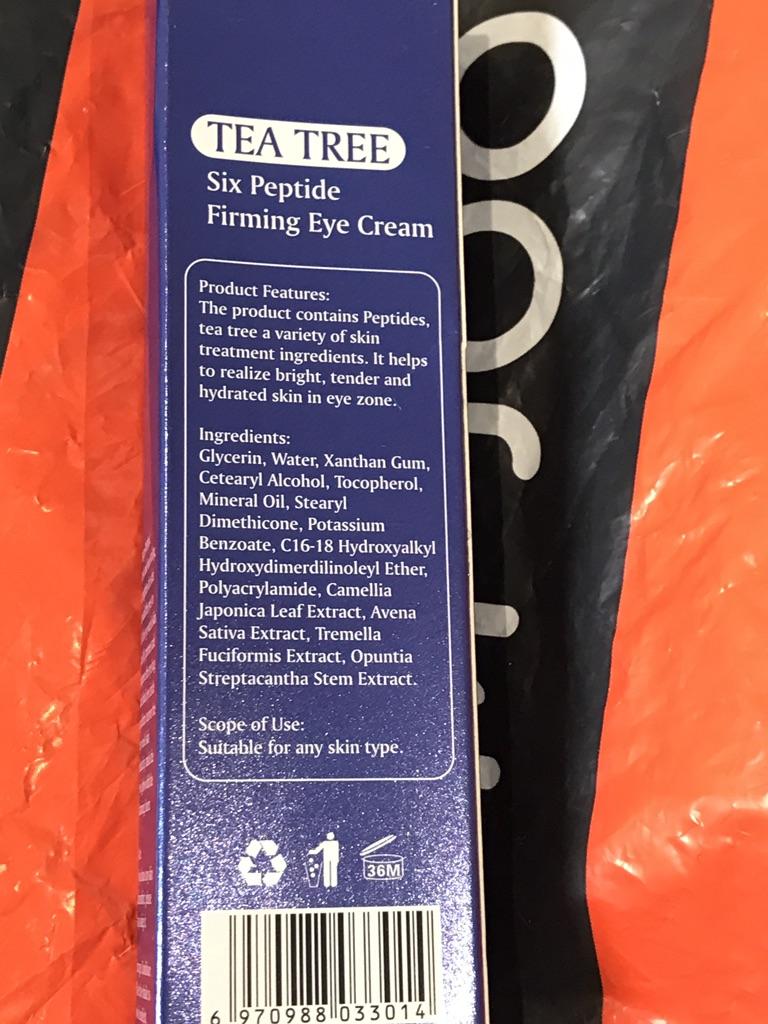 TEA TREE
Six Peptide
Firming Eye Cream
Product Features:
The product contains Peptides,
tea tree a variety of skin
treatment ingredients. It helps
to realize bright, tender and
hydrated skin in eye zone.
Ingredients:
Glycerin, Water, Xanthan Gum,
Cetearyl Alcohol, Tocopherol,
Mineral Oil, Stearyl
Dimethicone, Potassium
Benzoate, C16-18 Hydroxyalkyl
Hydroxydimerdilinoleyl Ether,
Polyacrylamide, Camellia
Japonica Leaf Extract, Avena
Sativa Extract, Tremella
Fuciformis Extract, Opuntia
Streptacantha Stem Extract.
Scope of Use:
Suitable for any skin type.
36M
6 970988 033014